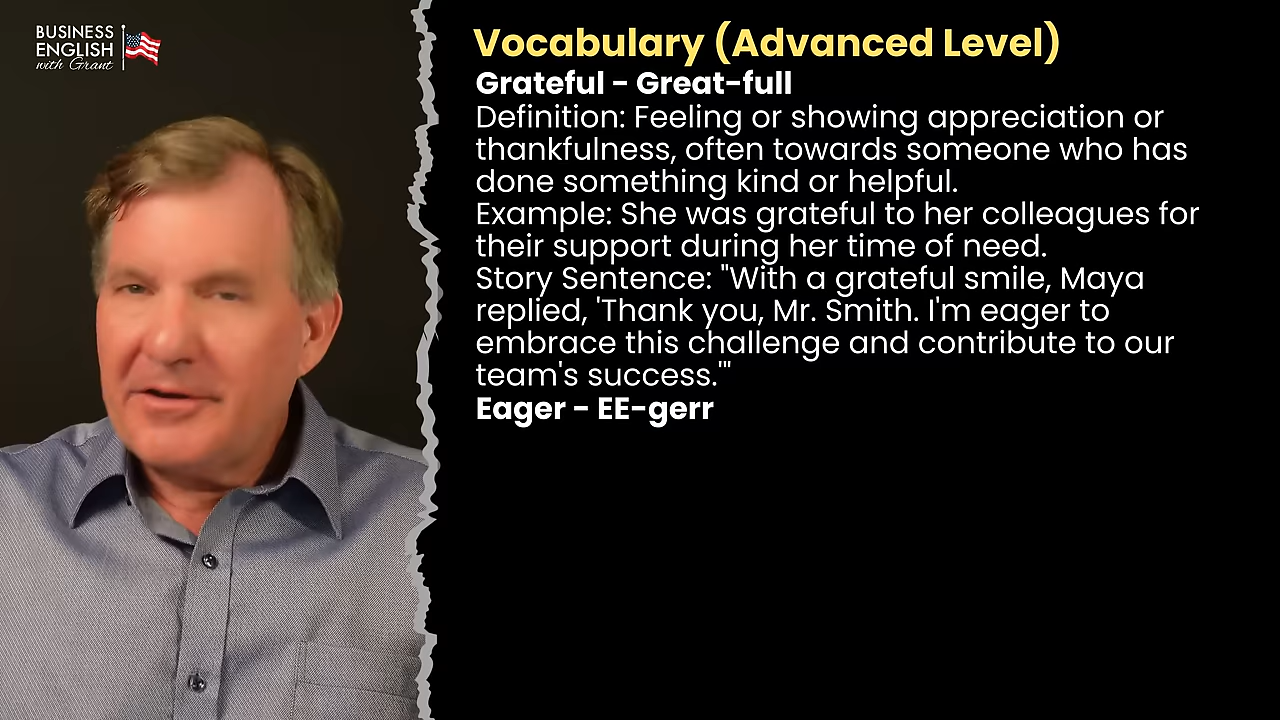 BUSINESS
ENGLISH
with Grant
Vocabulary (Advanced Level)
Grateful - Great-full
Definition: Feeling or showing appreciation or
thankfulness, often towards someone who has
done something kind or helpful.
Example: She was grateful to her colleagues for
their support during her time of need.
Story Sentence: "With a grateful smile, Maya
replied, 'Thank you, Mr. Smith. I'm eager to
embrace this challenge and contribute to our
team's success.'"
Eager - EE-gerr